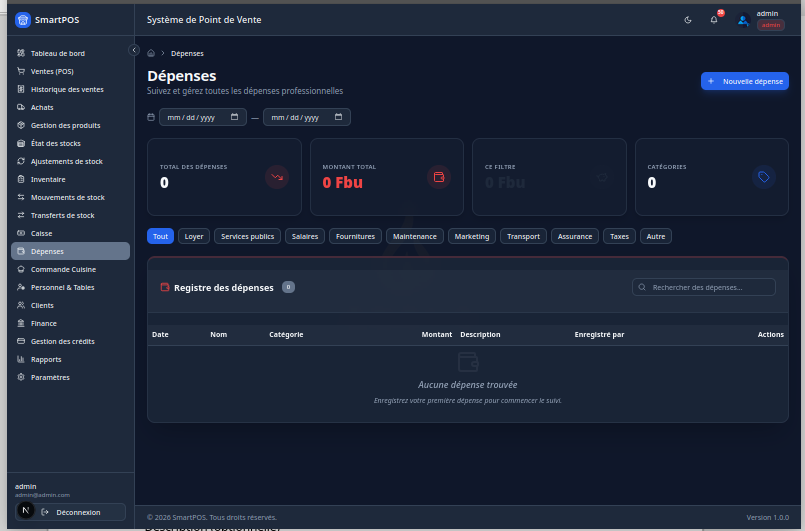 SmartPOS
Système de Point de Vente
admin
admin
Tableau de bord
Ventes (POS)
Historique des ventes
Achats
Gestion des produits
État des stocks
Ajustements de stock
Inventaire
Mouvements de stock
Transferts de stock
Caisse
Dépenses
Commande Cuisine
Personnel & Tables
Clients
Finance
Gestion des crédits
Rapports
Paramètres
admin
admin@admin.com
N
Déconnexion
Dépenses
Dépenses
Suivez et gérez toutes les dépenses professionnelles
Nouvelle dépense
mm / dd / yyyy — mm / dd / yyyy
TOTAL DES DÉPENSES
0
MONTANT TOTAL
0 Fbu
CE FILTRE
0 Fbu
CATÉGORIES
0
Tout Loyer Services publics Salaires Fournitures Maintenance Marketing Transport Assurance Taxes Autre
Registre des dépenses 0
Rechercher des dépenses...
Date Nom Catégorie Montant Description Enregistré par Actions
Aucune dépense trouvée
Enregistrez votre première dépense pour commencer le suivi.
© 2026 SmartPOS. Tous droits réservés.
Version 1.0.0